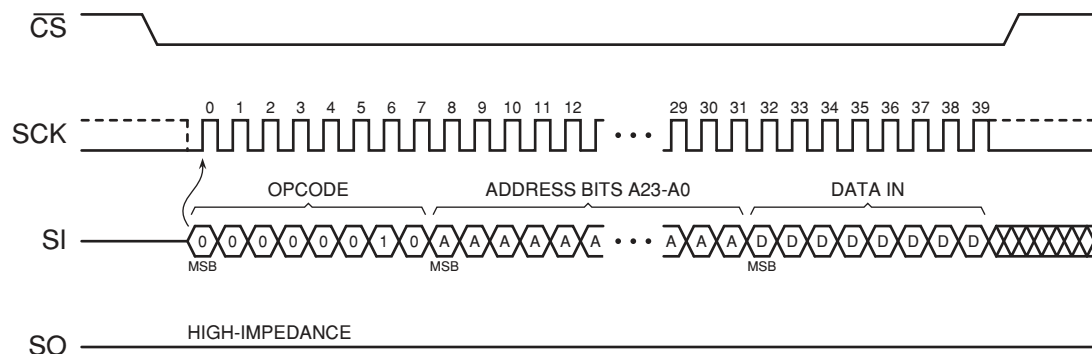 CS
0 1 2 3 4 5 6 7 8 9 10 11 12 29 30 31 32 33 34 35 36 37 38 39
SCK
OPCODE ADDRESS BITS A23-A0 DATA IN
SI 0 0 0 0 0 0 1 0 A A A A A A • • • A A A D D D D D D D D
MSB MSB MSB
HIGH-IMPEDANCE
SO